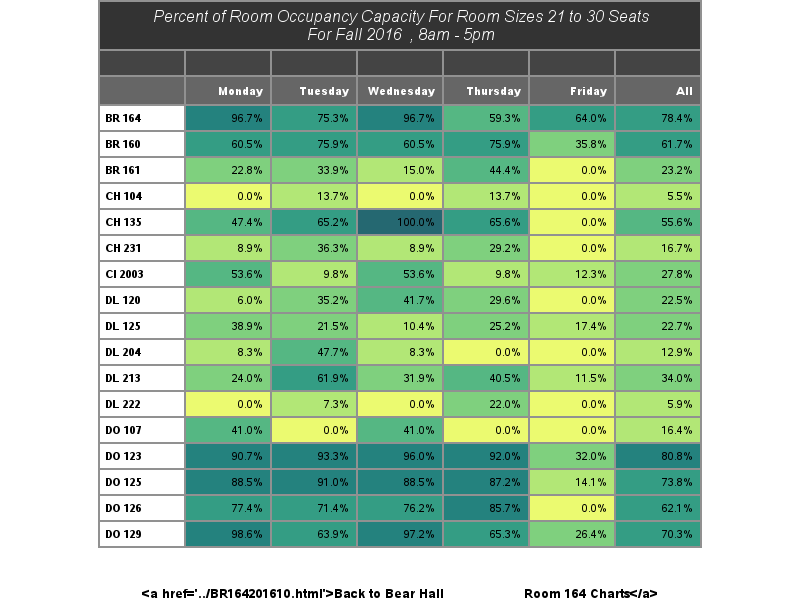 Percent of Room Occupancy Capacity For Room Sizes 21 to 30 Seats
For Fall 2016 , 8am - 5pm
Monday Tuesday Wednesday Thursday Friday All
BR 164 96.7% 75.3% 96.7% 59.3% 64.0% 78.4%
BR 160 60.5% 75.9% 60.5% 75.9% 35.8% 61.7%
BR 161 22.8% 33.9% 15.0% 44.4% 0.0% 23.2%
CH 104 0.0% 13.7% 0.0% 13.7% 0.0% 5.5%
CH 135 47.4% 65.2% 100.0% 65.6% 0.0% 55.6%
CH 231 8.9% 36.3% 8.9% 29.2% 0.0% 16.7%
CI 2003 53.6% 9.8% 53.6% 9.8% 12.3% 27.8%
DL 120 6.0% 35.2% 41.7% 29.6% 0.0% 22.5%
DL 125 38.9% 21.5% 10.4% 25.2% 17.4% 22.7%
DL 204 8.3% 47.7% 8.3% 0.0% 0.0% 12.9%
DL 213 24.0% 61.9% 31.9% 40.5% 11.5% 34.0%
DL 222 0.0% 7.3% 0.0% 22.0% 0.0% 5.9%
DO 107 41.0% 0.0% 41.0% 0.0% 0.0% 16.4%
DO 123 90.7% 93.3% 96.0% 92.0% 32.0% 80.8%
DO 125 88.5% 91.0% 88.5% 87.2% 14.1% 73.8%
DO 126 77.4% 71.4% 76.2% 85.7% 0.0% 62.1%
DO 129 98.6% 63.9% 97.2% 65.3% 26.4% 70.3%
<a href='../BR164201610.html'>Back to Bear Hall Room 164 Charts</a>